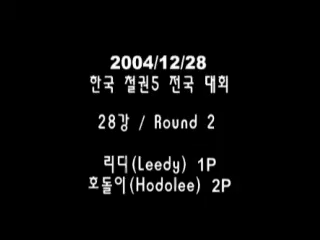 2004/12/28
한국 철권5 전국 대회
28강 / Round 2
리디(Leedy) 1P
호돌이(Hodolee) 2P